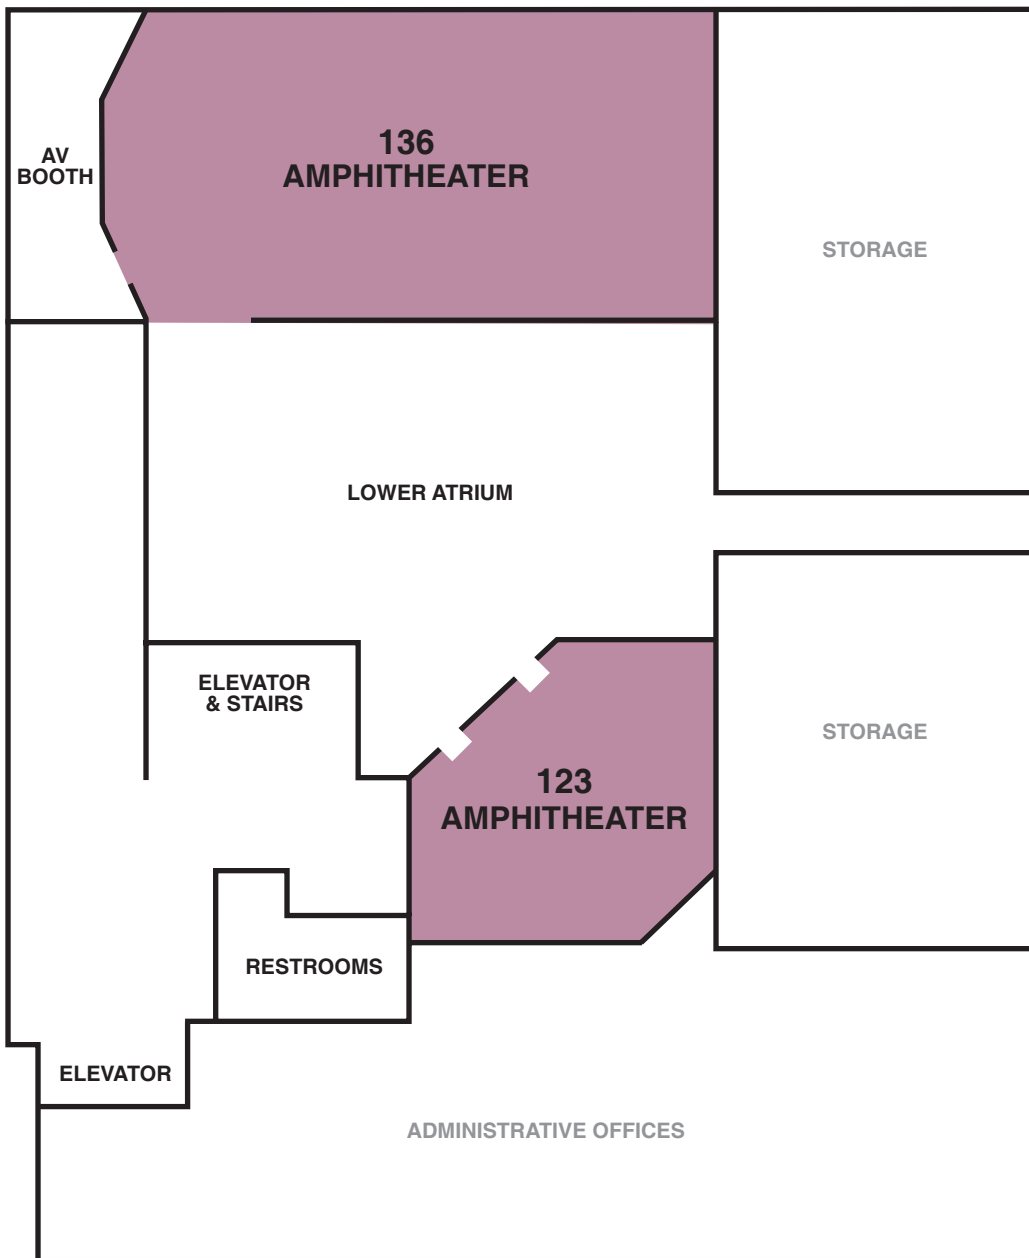 136
AMPHITHEATER
AV
BOOTH
STORAGE
LOWER ATRIUM
ELEVATOR
& STAIRS
STORAGE
123
AMPHITHEATER
RESTROOMS
ELEVATOR
ADMINISTRATIVE OFFICES